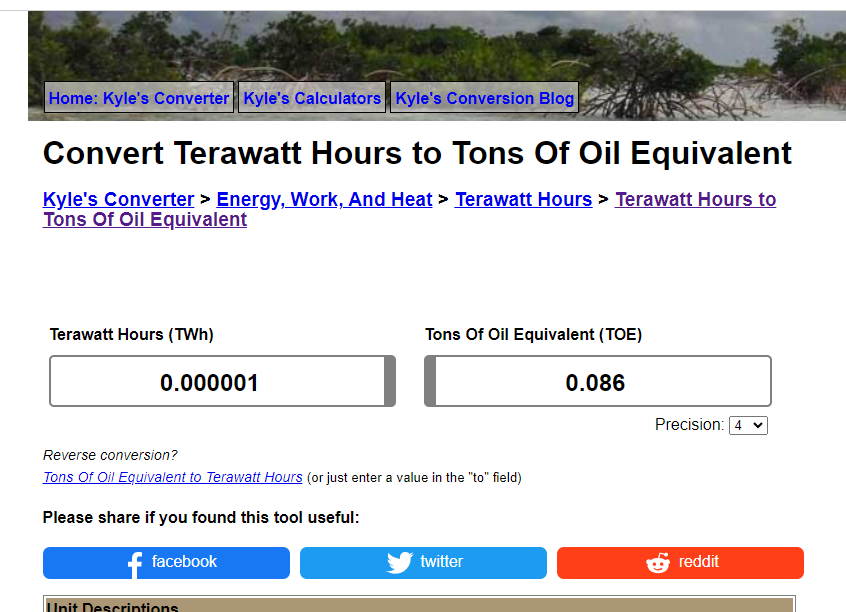 Home: Kyle's Converter Kyle's Calculators Kyle's Conversion Blog
Convert Terawatt Hours to Tons Of Oil Equivalent
Kyle's Converter > Energy, Work, And Heat > Terawatt Hours > Terawatt Hours to
Tons Of Oil Equivalent
Terawatt Hours (TWh) Tons Of Oil Equivalent (TOE)
0.000001 0.086
Precision: 4
Reverse conversion?
Tons Of Oil Equivalent to Terawatt Hours (or just enter a value in the "to" field)
Please share if you found this tool useful:
facebook twitter reddit
Unit Descriptions